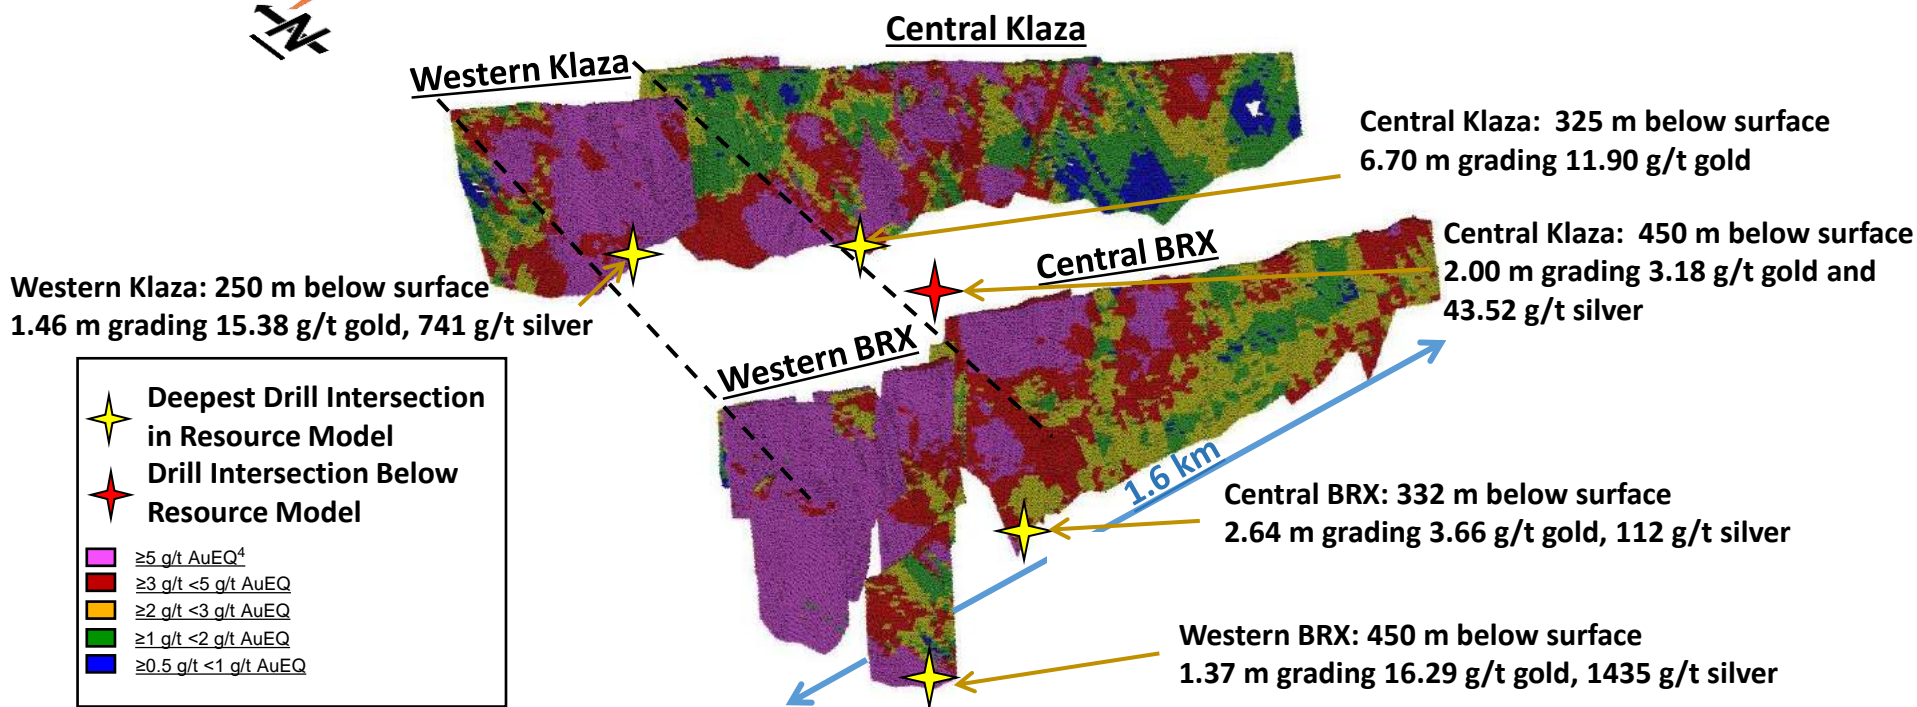 N
Central Klaza
Western Klaza
Central Klaza: 325 m below surface
6.70 m grading 11.90 g/t gold
Central BRX
Central Klaza: 450 m below surface
2.00 m grading 3.18 g/t gold and
43.52 g/t silver
Western Klaza: 250 m below surface
1.46 m grading 15.38 g/t gold, 741 g/t silver
Western BRX
Deepest Drill Intersection
in Resource Model
Drill Intersection Below
Resource Model
≥5 g/t AuEQ⁴
≥3 g/t <5 g/t AuEQ
≥2 g/t <3 g/t AuEQ
≥1 g/t <2 g/t AuEQ
≥0.5 g/t <1 g/t AuEQ
1.6 km
Central BRX: 332 m below surface
2.64 m grading 3.66 g/t gold, 112 g/t silver
Western BRX: 450 m below surface
1.37 m grading 16.29 g/t gold, 1435 g/t silver